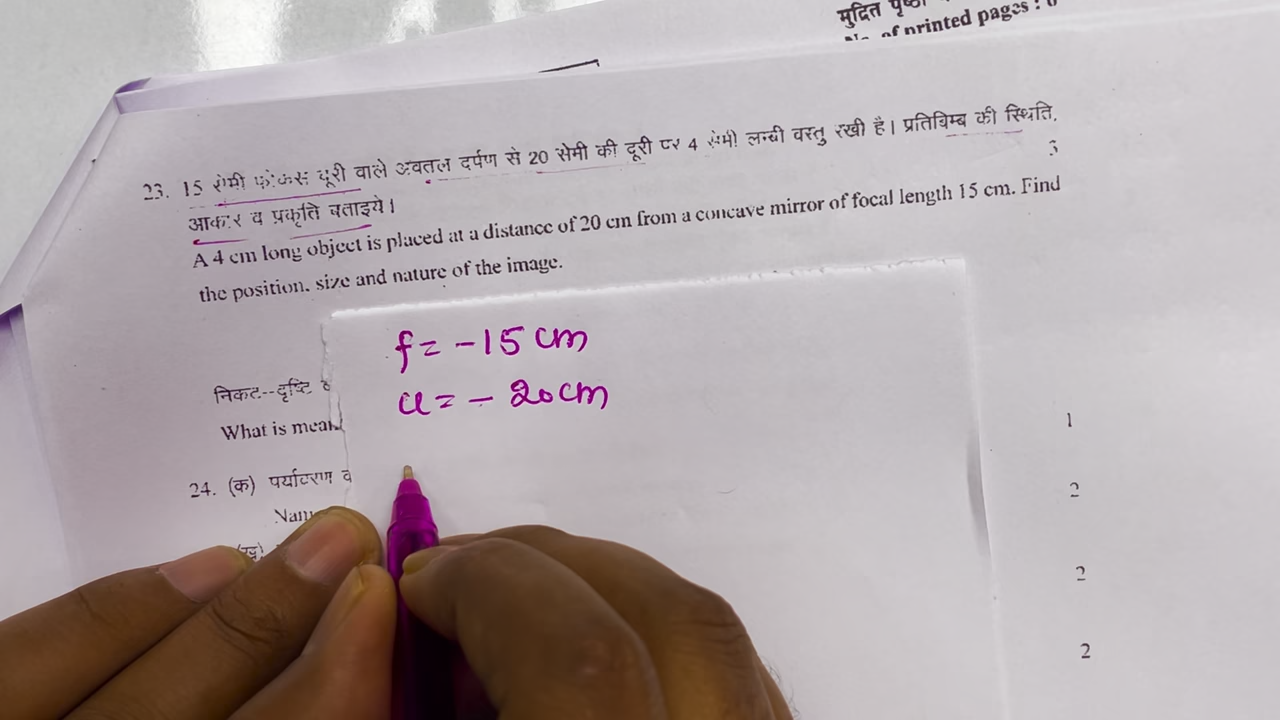 मुद्रित पृष्ठों
No. of printed pages :
23. 15 सेमी फोकस दूरी वाले अवतल दर्पण से 20 सेमी की दूरी पर 4 सेमी लम्बी वस्तु रखी है। प्रतिबिम्ब की स्थिति,
आकार व प्रकृति बताइये। 3
A 4 cm long object is placed at a distance of 20 cm from a concave mirror of focal length 15 cm. Find
the position, size and nature of the image.
f = -15 cm
u = - 20 cm
निकट--दृष्टि
What is mean 1
24. (क) पर्यावरण 2
2
2